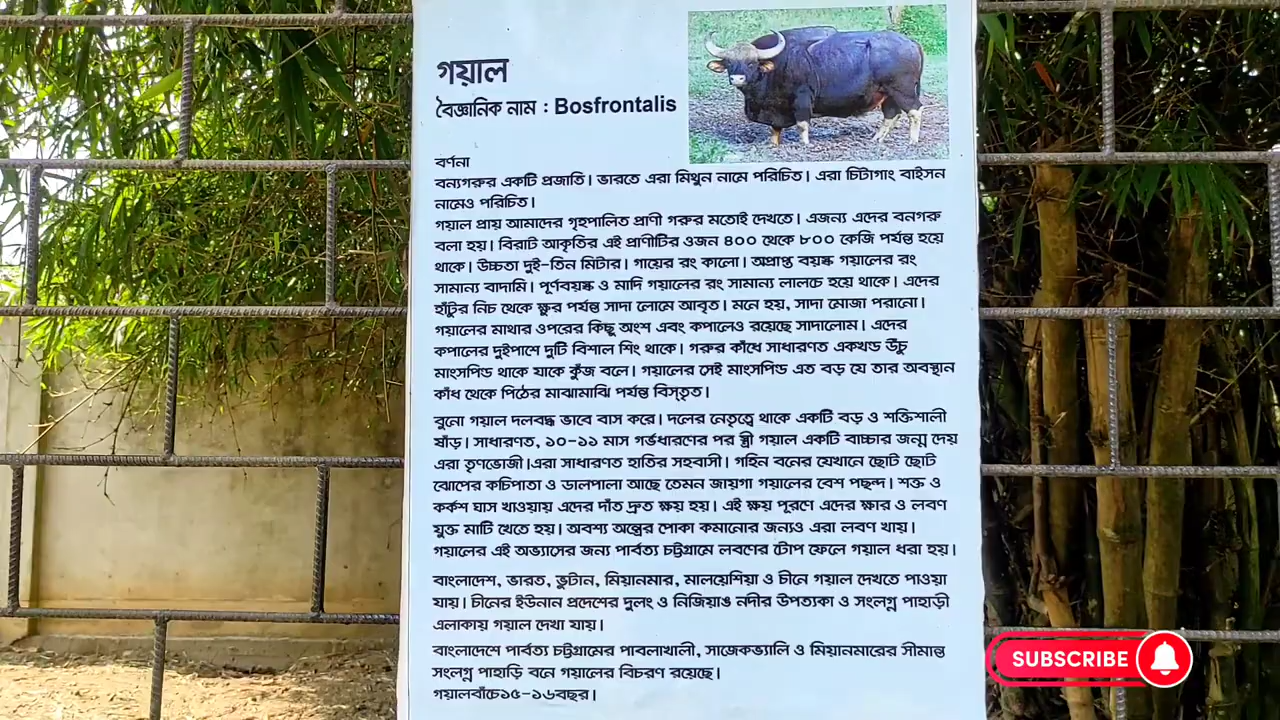 গয়াল
বৈজ্ঞানিক নাম : Bosfrontalis
বর্ণনা
বন্যগরুর একটি প্রজাতি। ভারতে এরা মিথুন নামে পরিচিত। এরা চিটাগাং বাইসন
নামেও পরিচিত।
গয়াল প্রায় আমাদের গৃহপালিত প্রাণী গরুর মতোই দেখতে। এজন্য এদের বনগরু
বলা হয়। বিরাট আকৃতির এই প্রাণীটির ওজন ৪০০ থেকে ৮০০ কেজি পর্যন্ত হয়ে
থাকে। উচ্চতা দুই-তিন মিটার। গায়ের রং কালো। অপ্রাপ্ত বয়স্ক গয়ালের রং
সামান্য বাদামি। পূর্ণবয়স্ক ও মাদি গয়ালের রং সামান্য লালচে হয়ে থাকে। এদের
হাঁটুর নিচ থেকে ক্ষুর পর্যন্ত সাদা লোমে আবৃত। মনে হয়, সাদা মোজা পরানো।
গয়ালের মাথার ওপরের কিছু অংশ এবং কপালেও রয়েছে সাদালোম। এদের
কপালের দুইপাশে দুটি বিশাল শিং থাকে। গরুর কাঁধে সাধারণত একখন্ড উঁচু
মাংসপিন্ড থাকে যাকে কুঁজ বলে। গয়ালের সেই মাংসপিন্ড এত বড় যে তার অবস্থান
কাঁধ থেকে পিঠের মাঝামাঝি পর্যন্ত বিস্তৃত।
বুনো গয়াল দলবদ্ধ ভাবে বাস করে। দলের নেতৃত্বে থাকে একটি বড় ও শক্তিশালী
ষাঁড়। সাধারণত, ১০-১১ মাস গর্ভধারণের পর স্ত্রী গয়াল একটি বাচ্চার জন্ম দেয়
এরা তৃণভোজী।এরা সাধারণত হাতির সহবাসী। গহিন বনের যেখানে ছোট ছোট
ঝোপের কচিপাতা ও ডালপালা আছে তেমন জায়গা গয়ালের বেশ পছন্দ। শক্ত ও
কর্কশ ঘাস খাওয়ায় এদের দাঁত দ্রুত ক্ষয় হয়। এই ক্ষয় পূরণে এদের ক্ষার ও লবণ
যুক্ত মাটি খেতে হয়। অবশ্য অন্ত্রের পোকা কমানোর জন্যও এরা লবণ খায়।
গয়ালের এই অভ্যাসের জন্য পার্বত্য চট্টগ্রামে লবণের টোপ ফেলে গয়াল ধরা হয়।
বাংলাদেশ, ভারত, ভুটান, মিয়ানমার, মালয়েশিয়া ও চীনে গয়াল দেখতে পাওয়া
যায়। চীনের ইউনান প্রদেশের দুলং ও নিজিয়াঙ নদীর উপত্যকা ও সংলগ্ন পাহাড়ী
এলাকায় গয়াল দেখা যায়।
বাংলাদেশে পার্বত্য চট্টগ্রামের পাবলাখালী, সাজেকভ্যালি ও মিয়ানমারের সীমান্ত
সংলগ্ন পাহাড়ি বনে গয়ালের বিচরণ রয়েছে।
গয়ালবাঁচে১৫-১৬বছর।
SUBSCRIBE